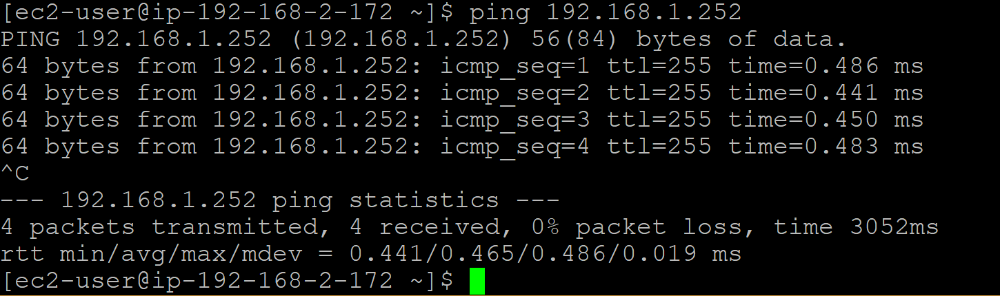 [ec2-user@ip-192-168-2-172 ~]$ ping 192.168.1.252
PING 192.168.1.252 (192.168.1.252) 56(84) bytes of data.
64 bytes from 192.168.1.252: icmp_seq=1 ttl=255 time=0.486 ms
64 bytes from 192.168.1.252: icmp_seq=2 ttl=255 time=0.441 ms
64 bytes from 192.168.1.252: icmp_seq=3 ttl=255 time=0.450 ms
64 bytes from 192.168.1.252: icmp_seq=4 ttl=255 time=0.483 ms
^C
--- 192.168.1.252 ping statistics ---
4 packets transmitted, 4 received, 0% packet loss, time 3052ms
rtt min/avg/max/mdev = 0.441/0.465/0.486/0.019 ms
[ec2-user@ip-192-168-2-172 ~]$